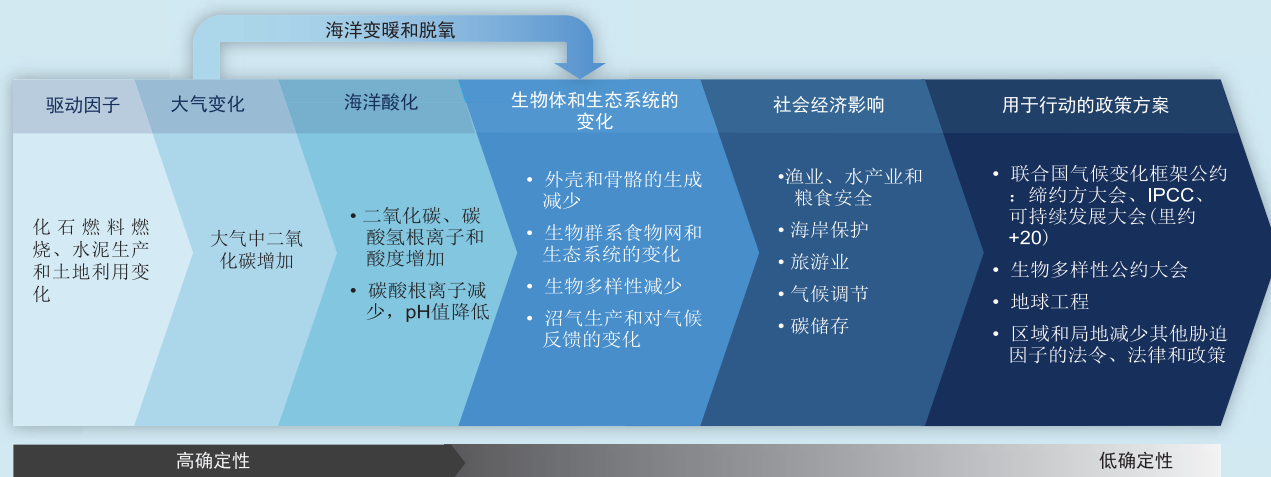 海洋变暖和脱氧
驱动因子
大气变化
海洋酸化
生物体和生态系统的
变化
社会经济影响
用于行动的政策方案
化石燃料燃
烧、水泥生产
和土地利用变
化
大气中二氧
化碳增加
• 二氧化碳、碳
酸氢根离子和
酸度增加
• 碳酸根离子减
少，pH值降低
• 外壳和骨骼的生成
减少
• 生物群系食物网和
生态系统的变化
• 生物多样性减少
• 沼气生产和对气候
反馈的变化
•渔业、水产业和
粮食安全
• 海岸保护
• 旅游业
• 气候调节
• 碳储存
• 联合国气候变化框架公约
：缔约方大会、IPCC、
可持续发展大会(里约
+20)
• 生物多样性公约大会
• 地球工程
• 区域和局地减少其他胁迫
因子的法令、法律和政策
高确定性
低确定性